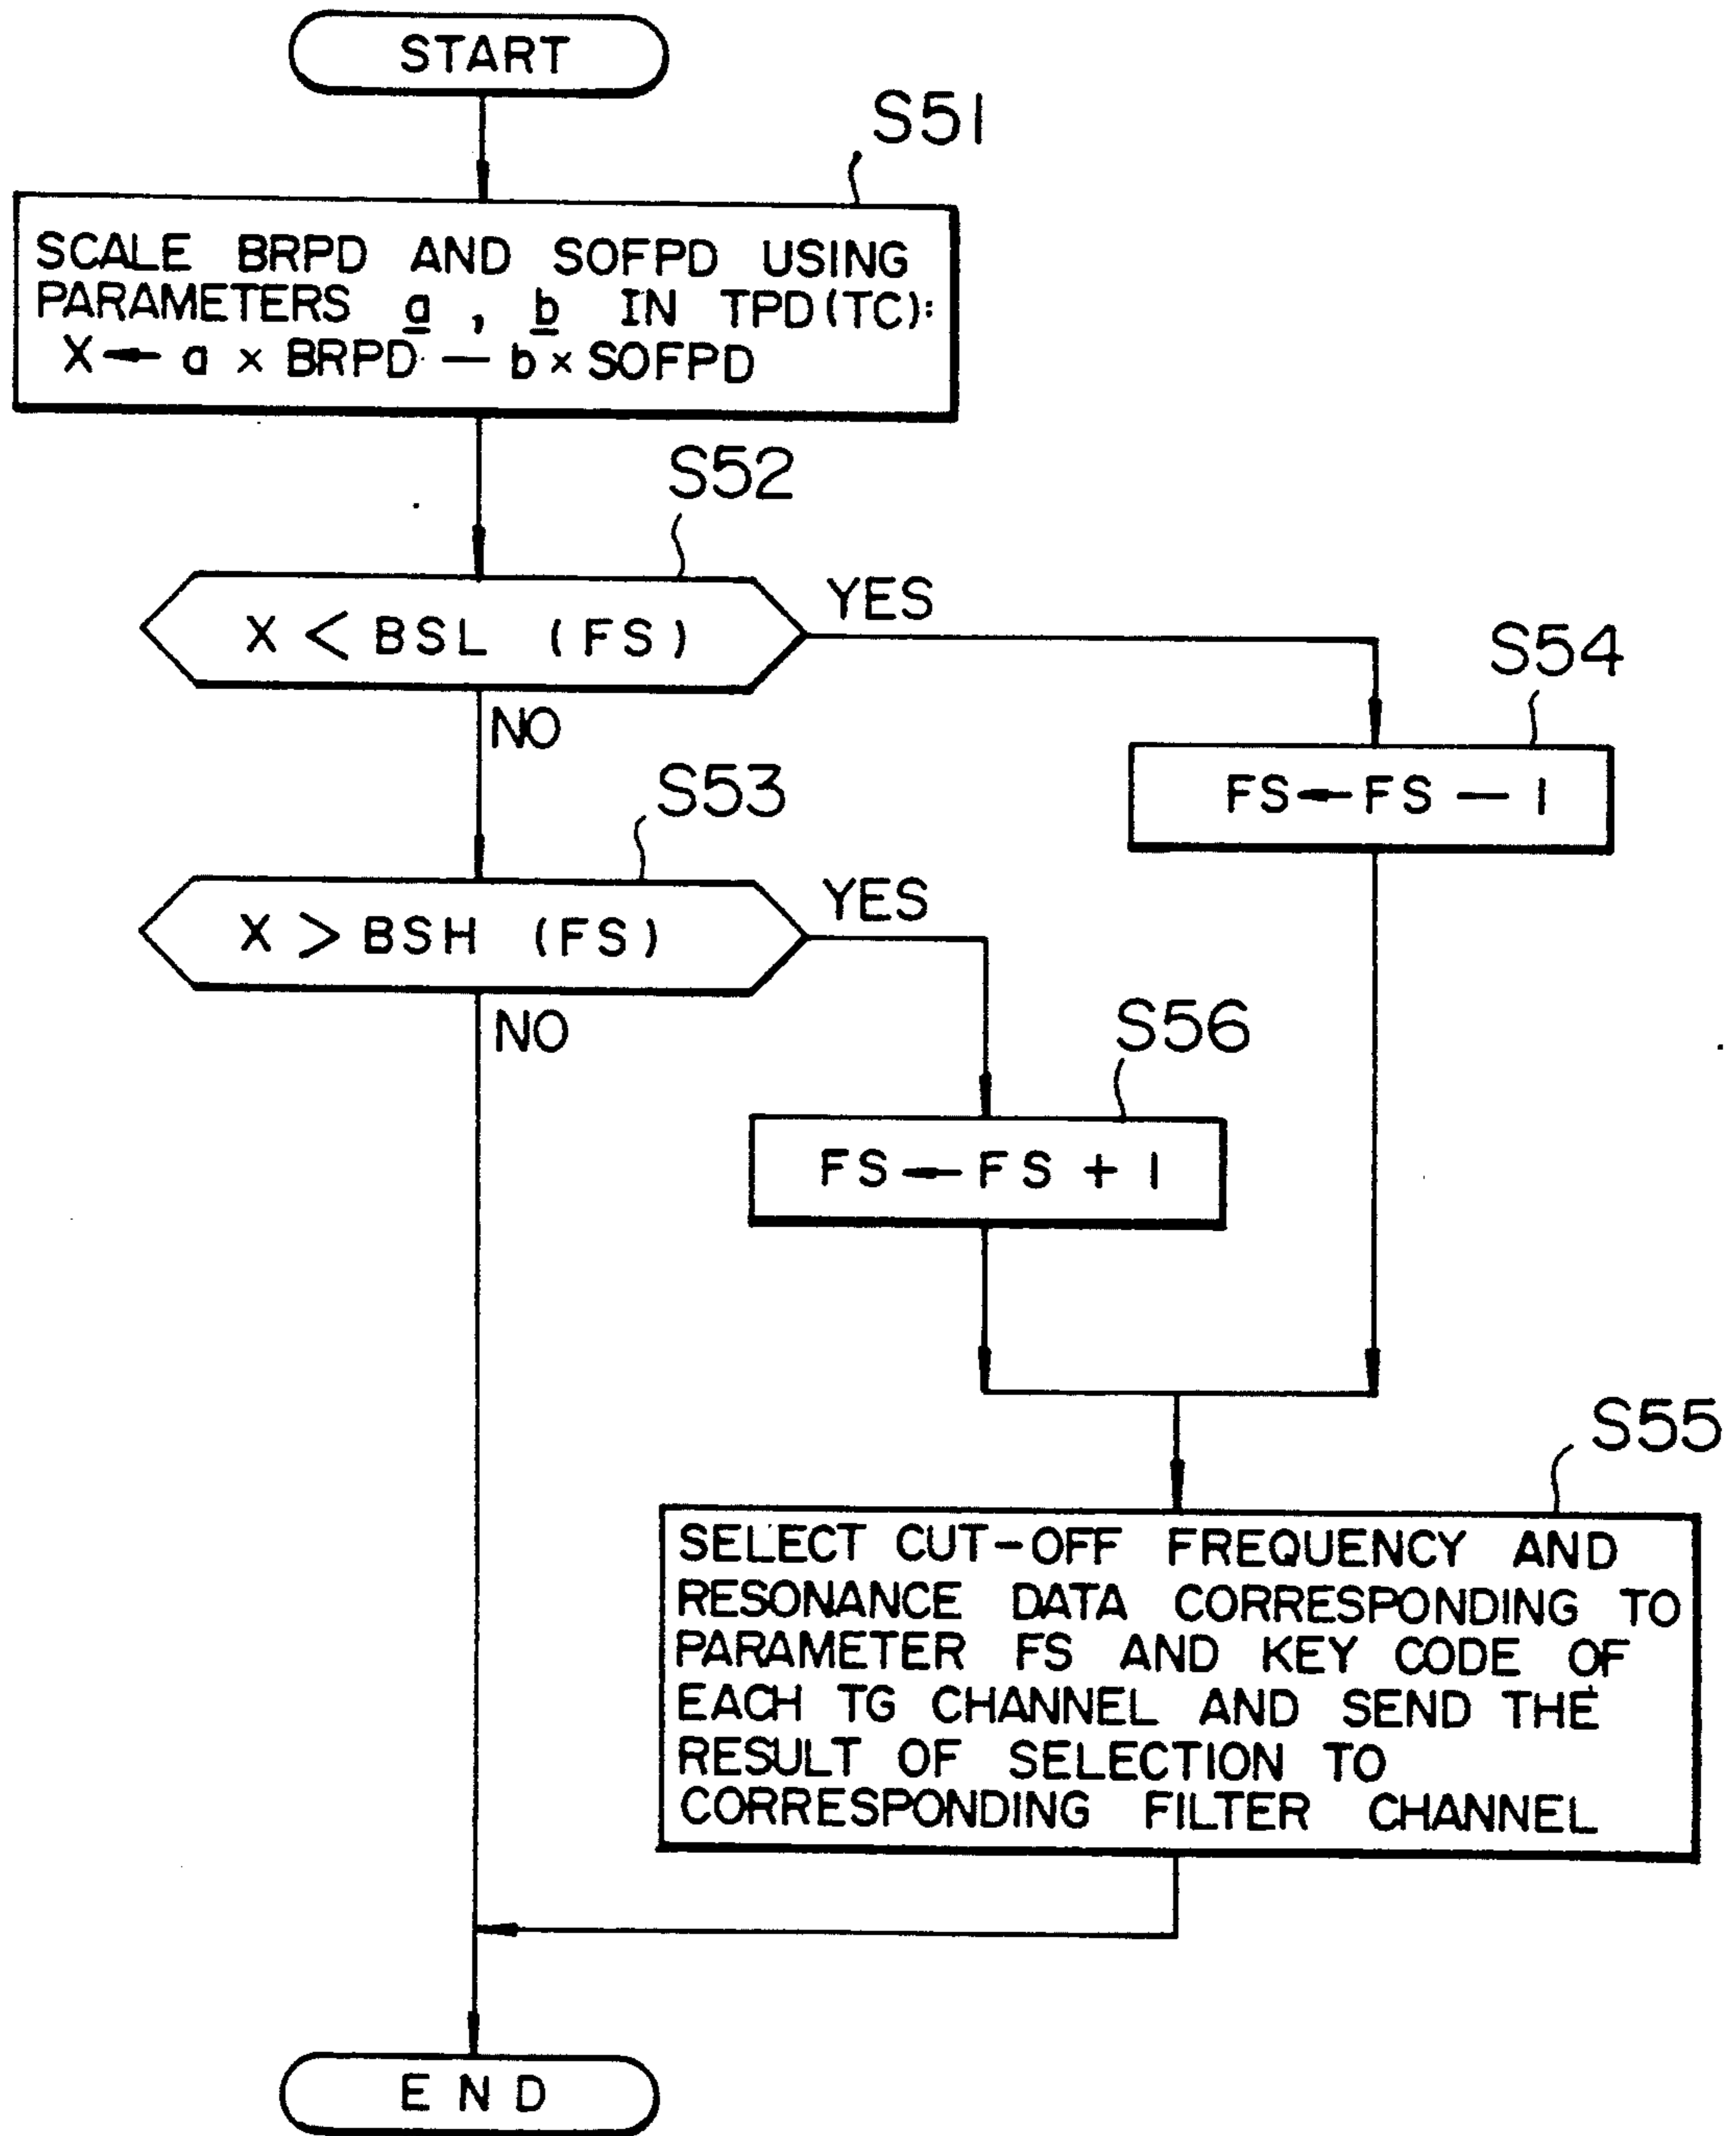 START
S51
SCALE BRPD AND SOFPD USING
PARAMETERS a , b IN TPD(TC):
X ← a × BRPD — b × SOFPD
S52
X < BSL (FS)
YES
NO
S54
FS ← FS — 1
S53
X > BSH (FS)
YES
NO
S56
FS ← FS + 1
S55
SELECT CUT-OFF FREQUENCY AND
RESONANCE DATA CORRESPONDING TO
PARAMETER FS AND KEY CODE OF
EACH TG CHANNEL AND SEND THE
RESULT OF SELECTION TO
CORRESPONDING FILTER CHANNEL
END